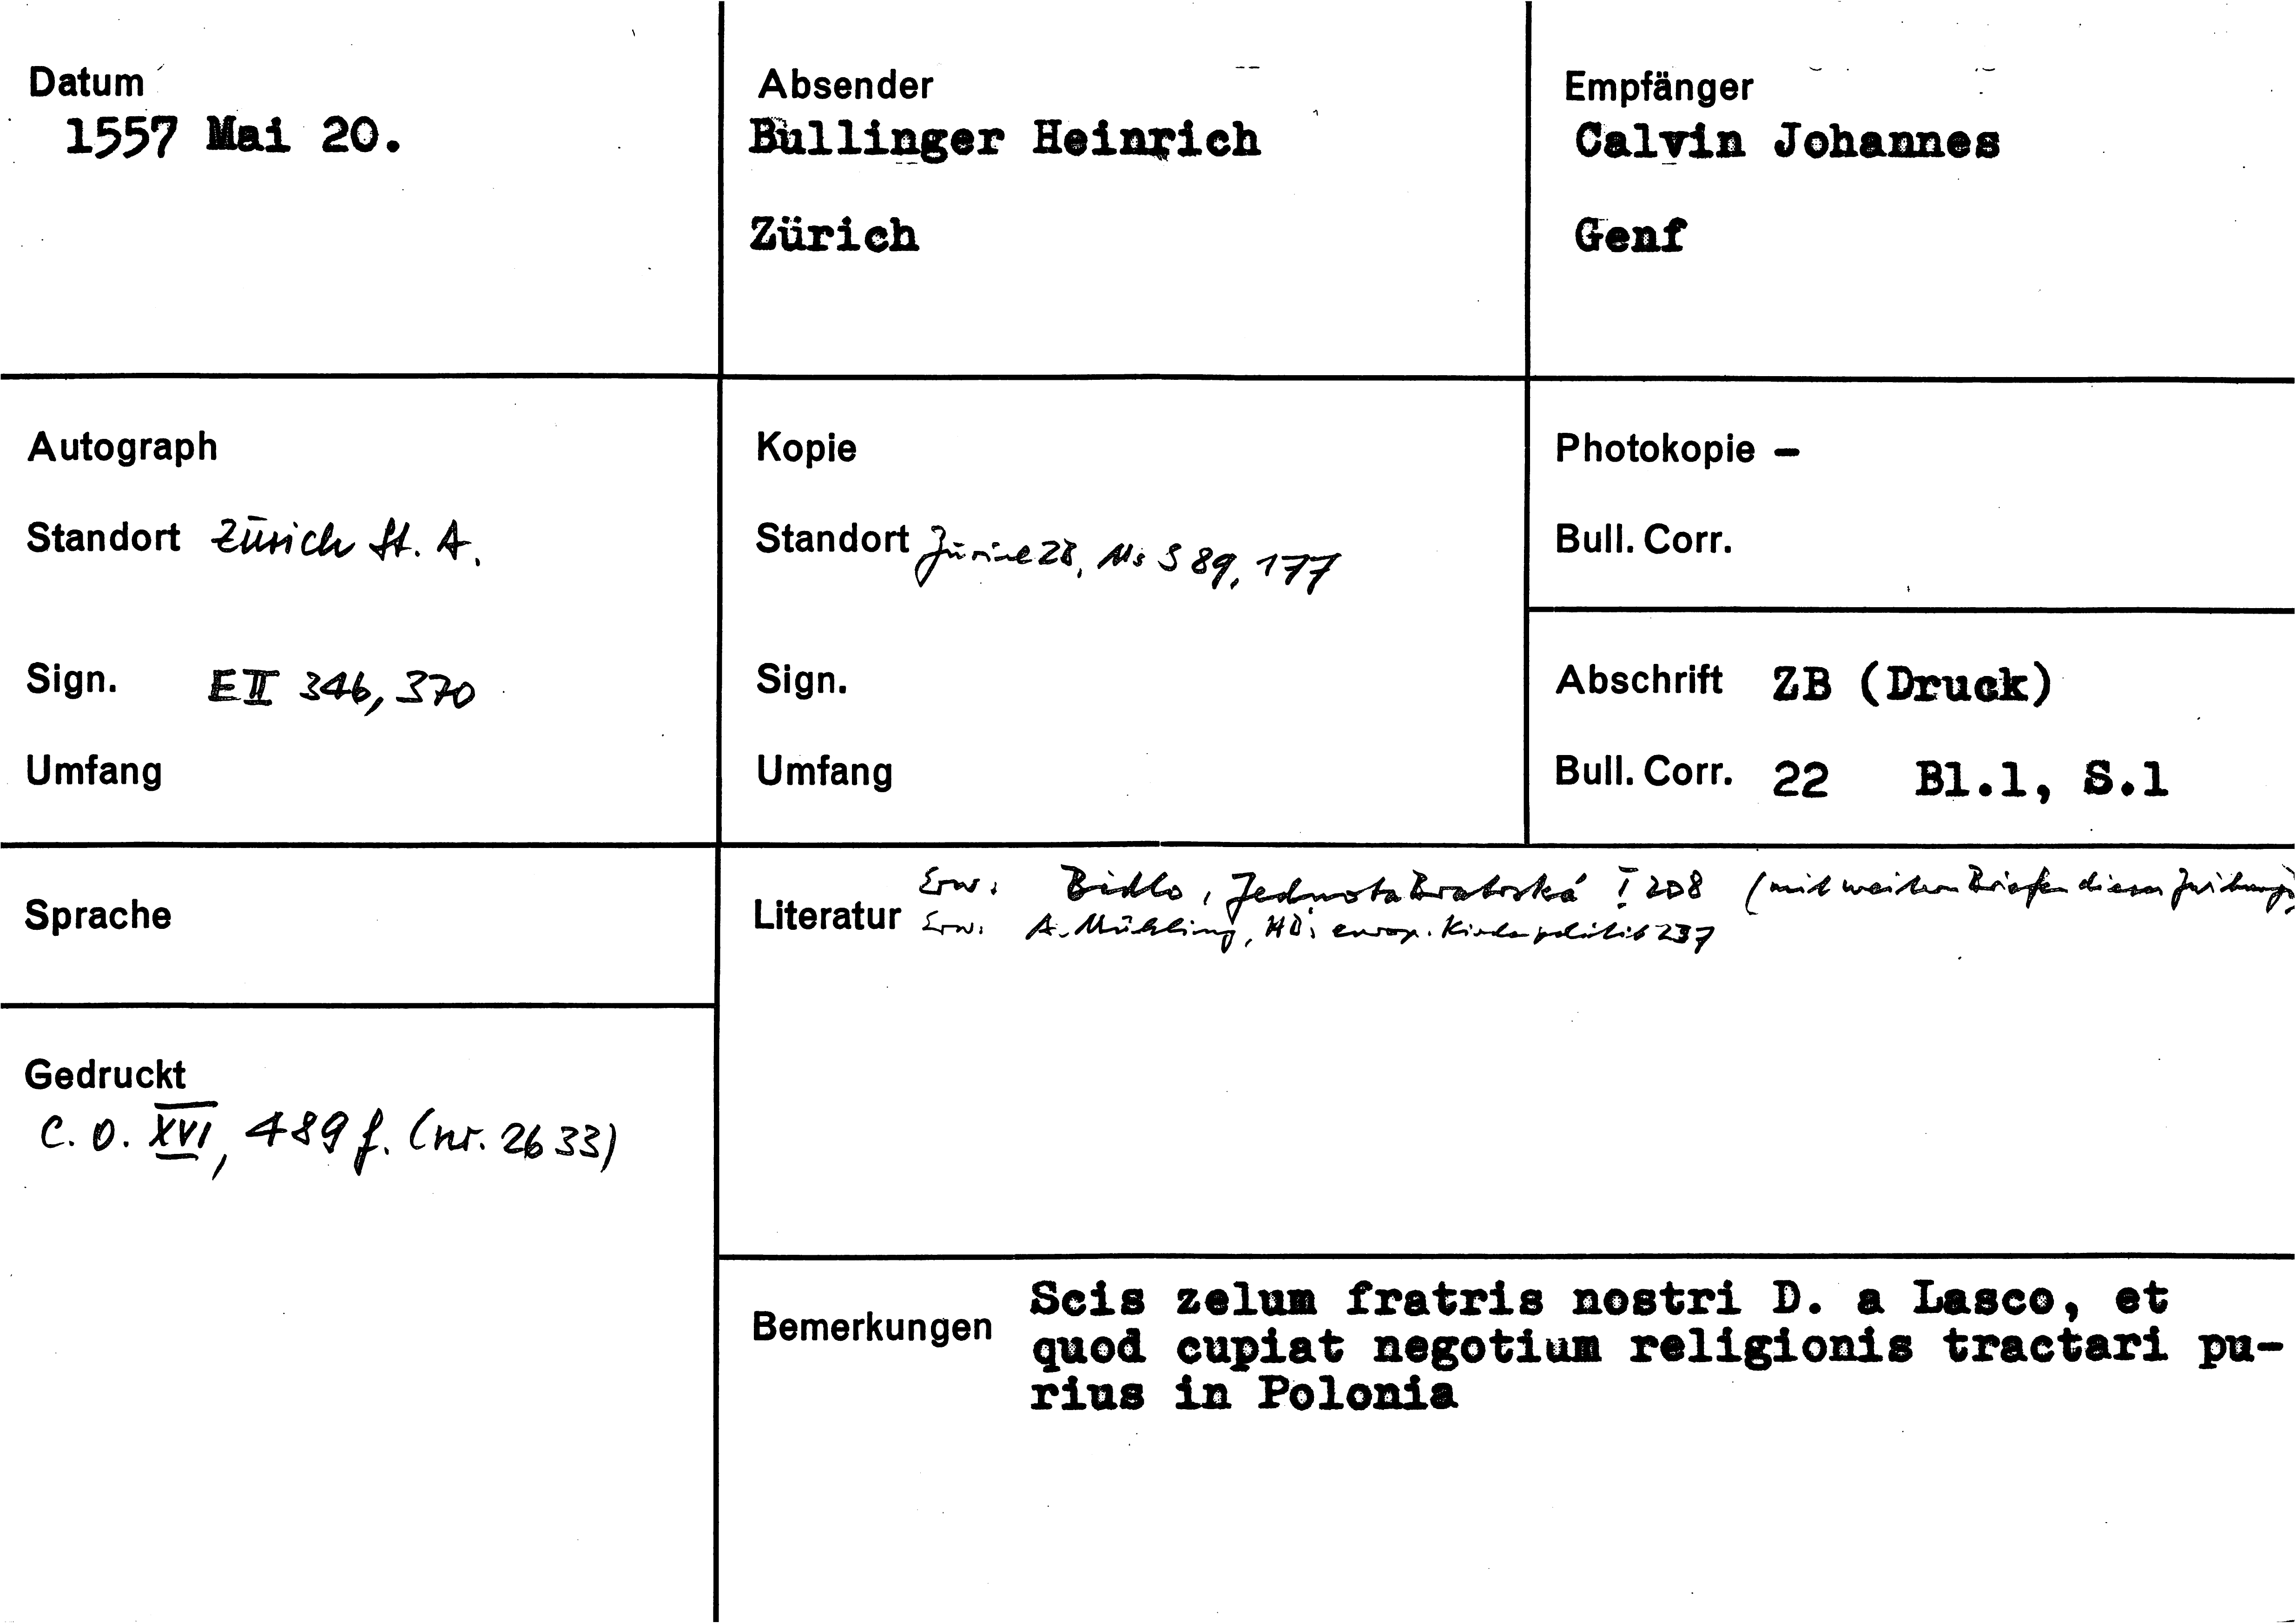 Datum
1557 Mai 20.
Absender
Bullinger Heinrich
Zürich
Empfänger
Calvin Johannes
Genf
Autograph
Standort Zürich St. A.
Sign. E II 346, 370
Umfang
Kopie
Standort Zürich ZB, Ms S 89, 177
Sign.
Umfang
Photokopie –
Bull. Corr.
Abschrift ZB (Druck)
Bull. Corr. 22 Bl.1, S.1
Sprache
Literatur
Erw. Bidlo, Jednota Bratrská I 208 (mit weiteren Briefen dieser
Erw. A. Mühling, HBs europ. Kirchenpolitik 237
Gedruckt
C. O. XVI, 489 f. (nr. 2633)
Bemerkungen
Scis zelum fratris nostri D. a Lasco, et
quod cupiat negotium religionis tractari pu-
rius in Polonia